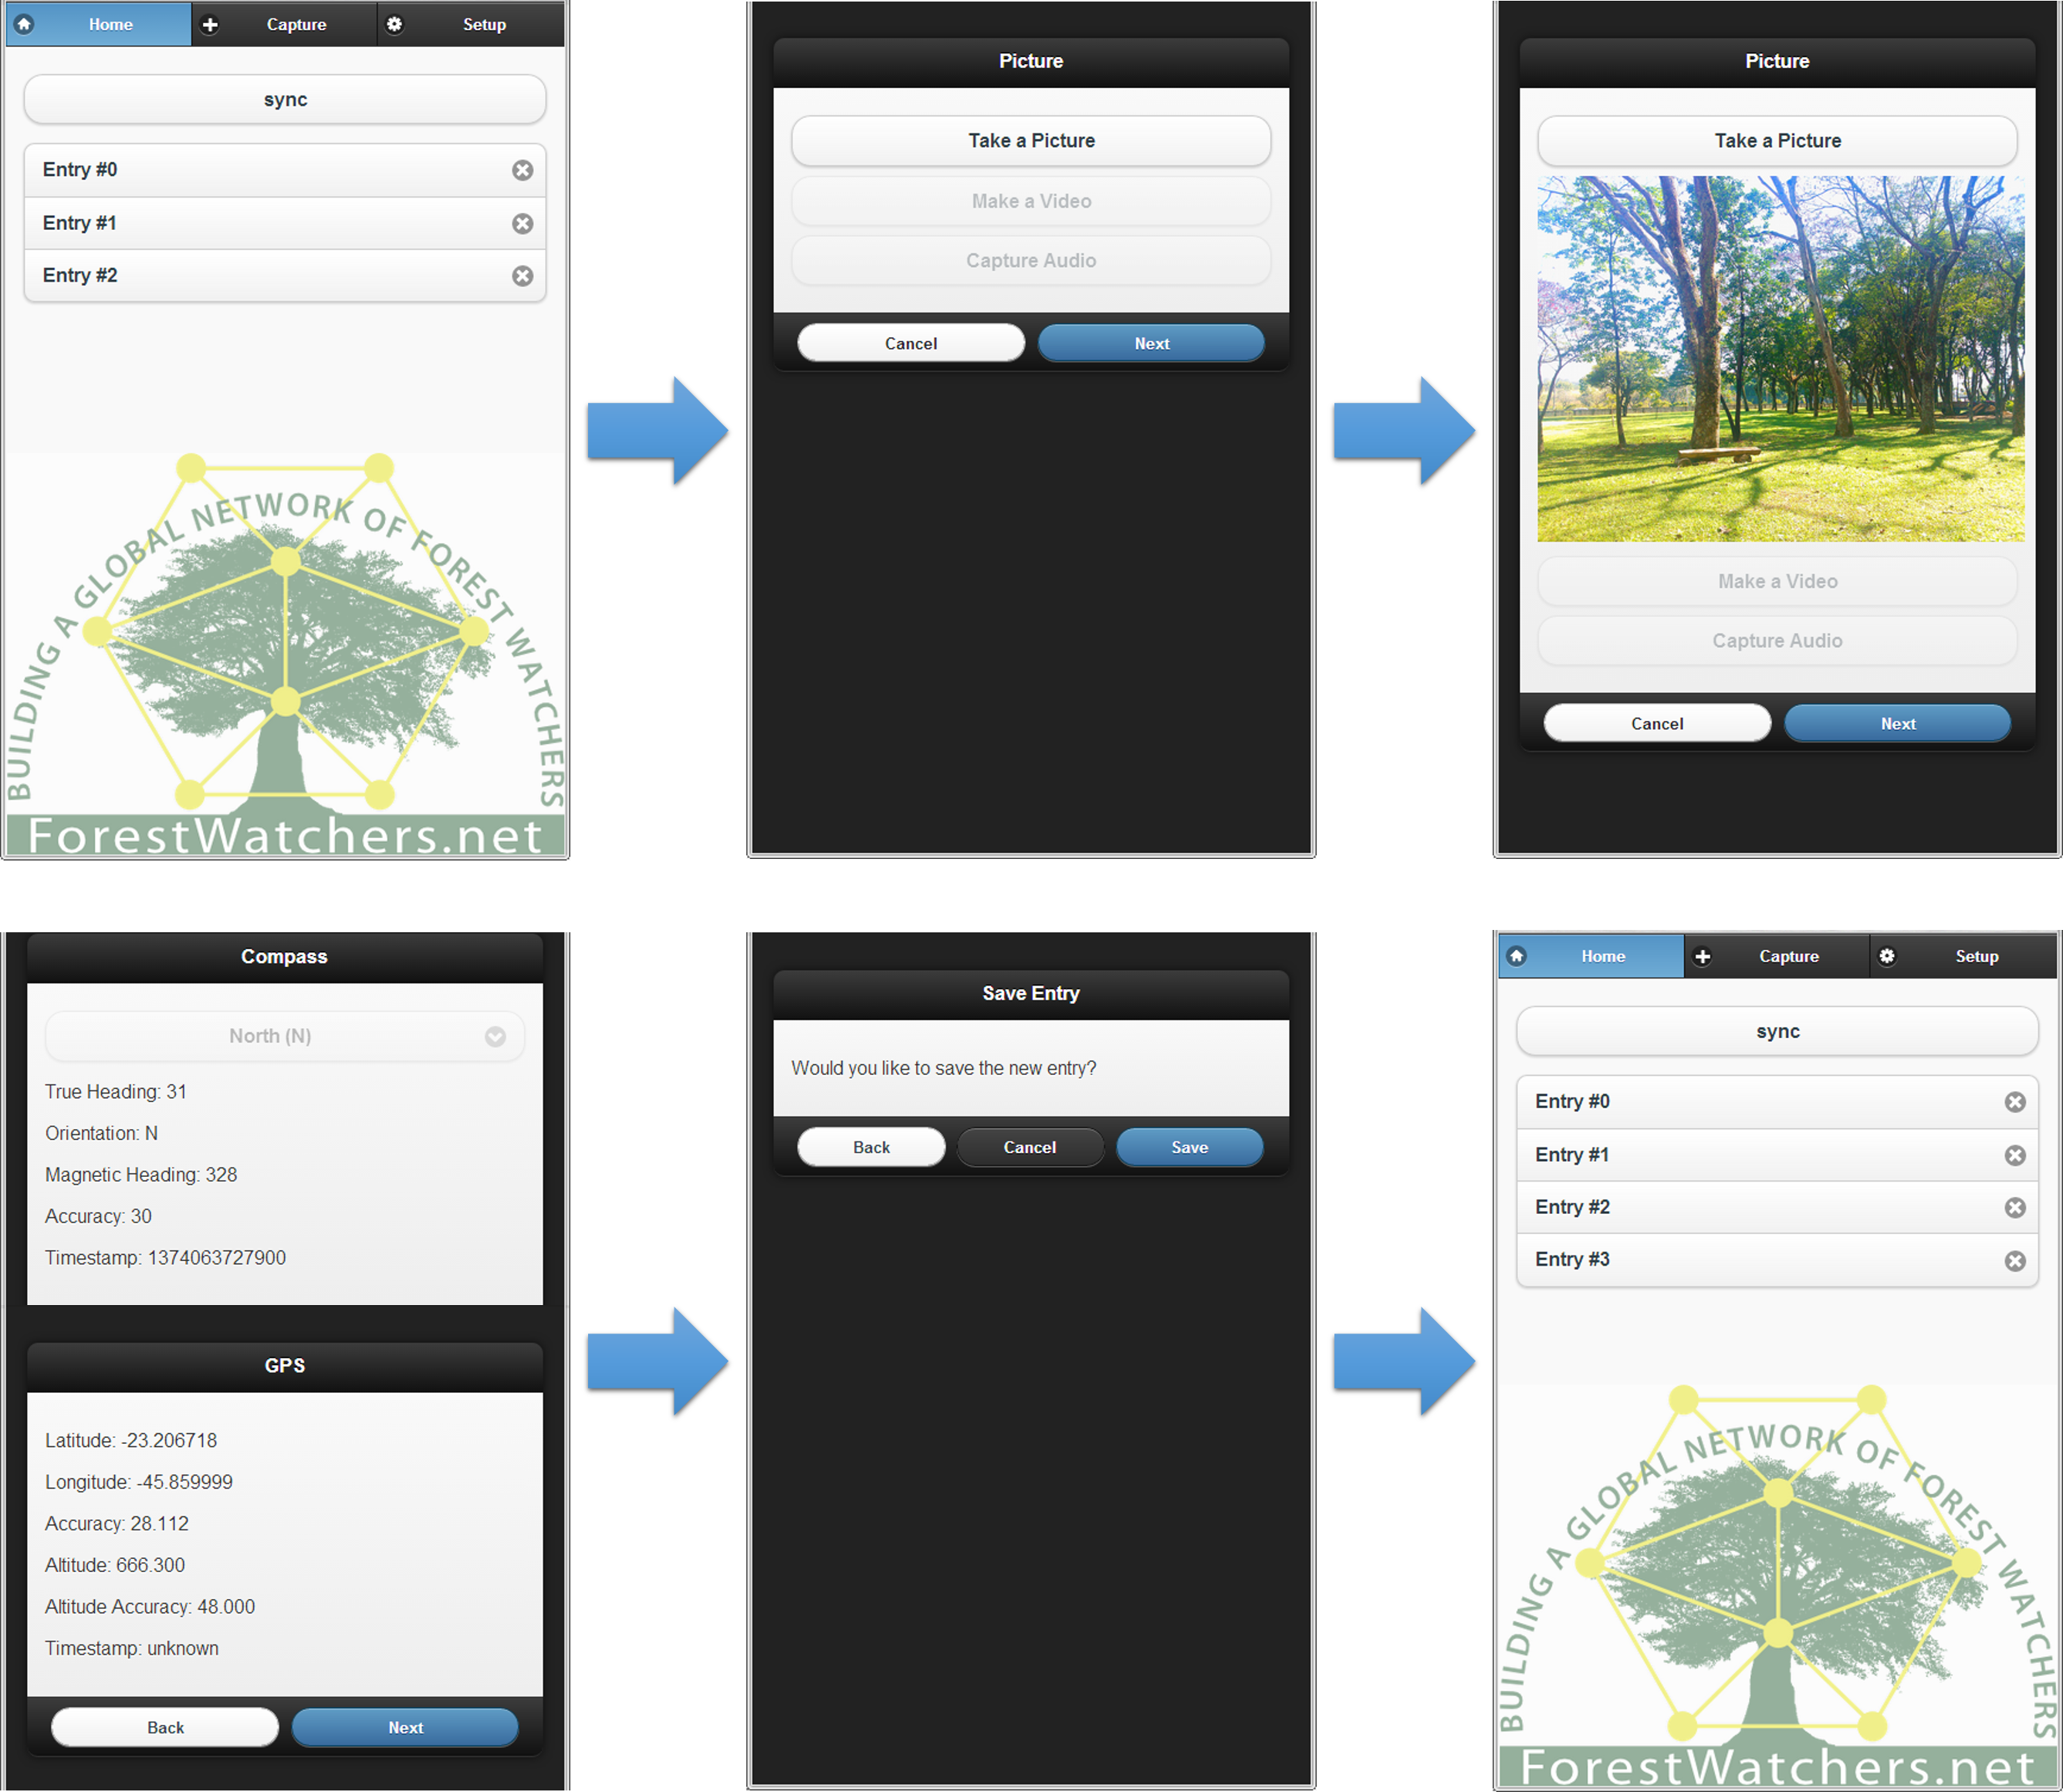 Home Capture Setup
sync
Entry #0
Entry #1
Entry #2
BUILDING A GLOBAL NETWORK OF FOREST WATCHERS
ForestWatchers.net
Picture
Take a Picture
Make a Video
Capture Audio
Cancel Next
Picture
Take a Picture
Make a Video
Capture Audio
Cancel Next
Compass
North (N)
True Heading: 31
Orientation: N
Magnetic Heading: 328
Accuracy: 30
Timestamp: 1374063727900
GPS
Latitude: -23.206718
Longitude: -45.859999
Accuracy: 28.112
Altitude: 666.300
Altitude Accuracy: 48.000
Timestamp: unknown
Back Next
Save Entry
Would you like to save the new entry?
Back Cancel Save
Home Capture Setup
sync
Entry #0
Entry #1
Entry #2
Entry #3
BUILDING A GLOBAL NETWORK OF FOREST WATCHERS
ForestWatchers.net